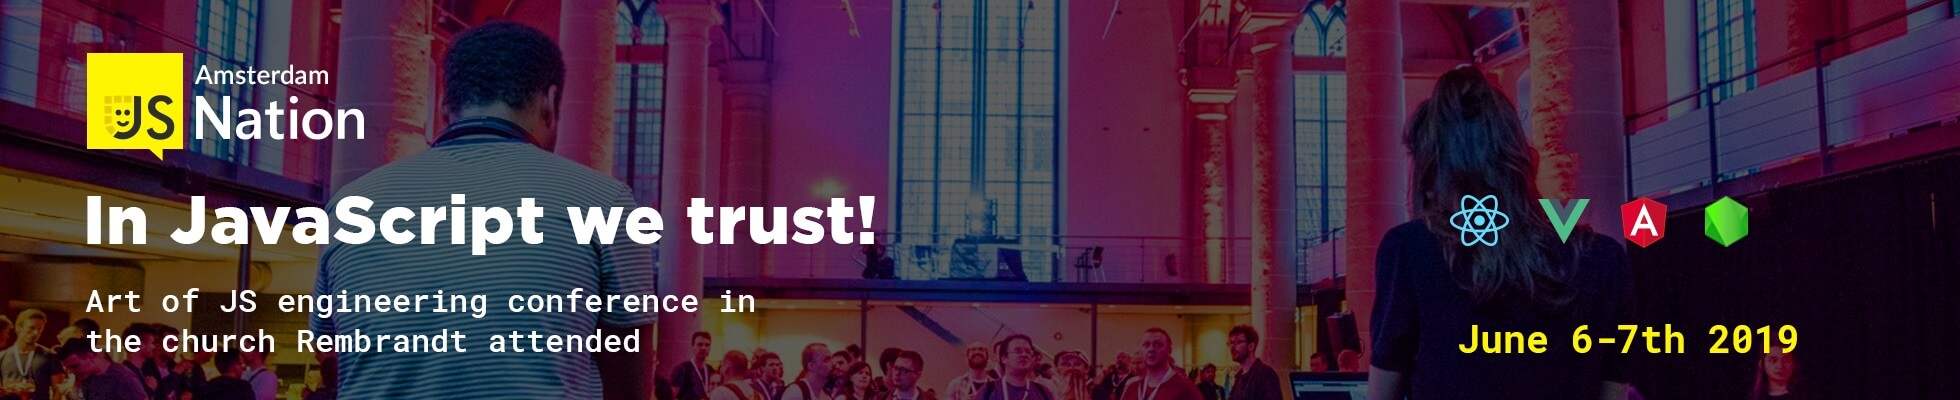 Amsterdam
JS Nation
In JavaScript we trust!
Art of JS engineering conference in
the church Rembrandt attended
A
June 6-7th 2019